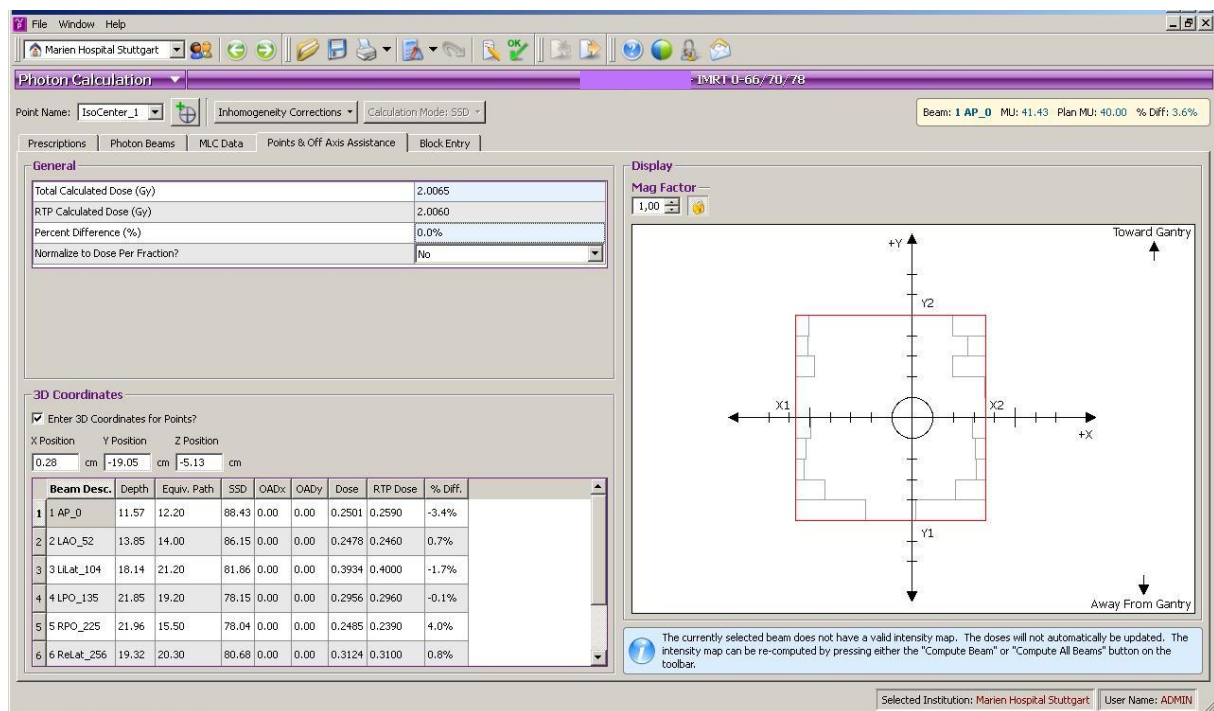 File Window Help
Marien Hospital Stuttgart OK
Photon Calculation - IMRT 0-66/70/78
Point Name: IsoCenter_1 Inhomogeneity Corrections Calculation Mode: SSD Beam: 1 AP_0 MU: 41.43 Plan MU: 40.00 % Diff: 3.6%
Prescriptions Photon Beams MLC Data Points & Off Axis Assistance Block Entry
General
Total Calculated Dose (Gy) 2.0065
RTP Calculated Dose (Gy) 2.0060
Percent Difference (%) 0.0%
Normalize to Dose Per Fraction? No
3D Coordinates
Enter 3D Coordinates for Points?
X Position Y Position Z Position
0.28 cm -19.05 cm -5.13 cm
Beam Desc. Depth Equiv. Path SSD OADx OADy Dose RTP Dose % Diff.
1 1 AP_0 11.57 12.20 88.43 0.00 0.00 0.2501 0.2590 -3.4%
2 2 LAO_52 13.85 14.00 86.15 0.00 0.00 0.2478 0.2460 0.7%
3 3 LiLat_104 18.14 21.20 81.86 0.00 0.00 0.3934 0.4000 -1.7%
4 4 LPO_135 21.85 19.20 78.15 0.00 0.00 0.2956 0.2960 -0.1%
5 5 RPO_225 21.96 15.50 78.04 0.00 0.00 0.2485 0.2390 4.0%
6 6 ReLat_256 19.32 20.30 80.68 0.00 0.00 0.3124 0.3100 0.8%
Display
Mag Factor
1,00
Toward Gantry
+Y
Y2
X1 X2
+X
Y1
Away From Gantry
The currently selected beam does not have a valid intensity map. The doses will not automatically be updated. The
intensity map can be re-computed by pressing either the "Compute Beam" or "Compute All Beams" button on the
toolbar.
Selected Institution: Marien Hospital Stuttgart User Name: ADMIN